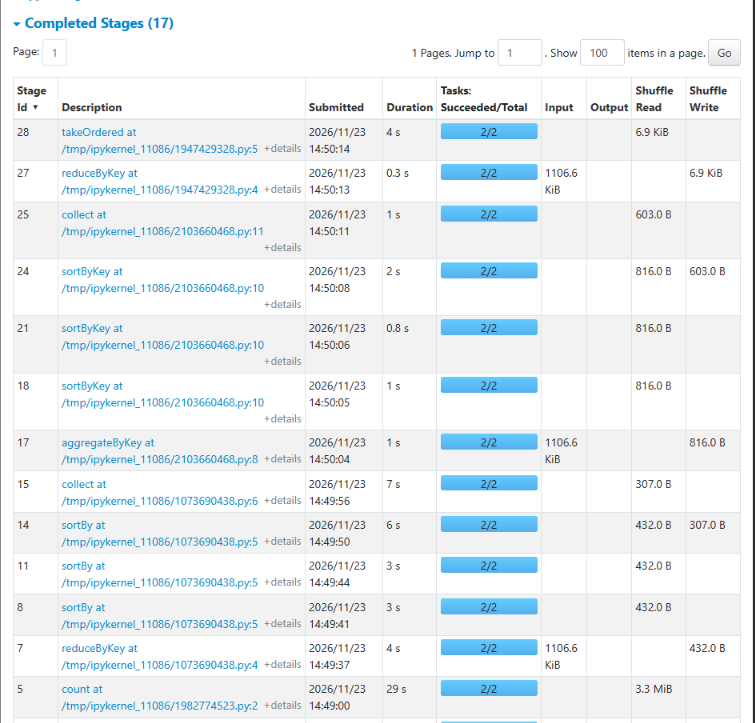 Completed Stages (17)
Page: 1 1 Pages. Jump to 1 . Show 100 items in a page. Go
Stage Id ▾ Description Submitted Duration Tasks: Succeeded/Total Input Output Shuffle Read Shuffle Write
28 takeOrdered at 2026/11/23 4 s 2/2 6.9 KiB
/tmp/ipykernel_11086/1947429328.py:5 +details 14:50:14
27 reduceByKey at 2026/11/23 0.3 s 2/2 1106.6 6.9 KiB
/tmp/ipykernel_11086/1947429328.py:4 +details 14:50:13 KiB
25 collect at 2026/11/23 1 s 2/2 603.0 B
/tmp/ipykernel_11086/2103660468.py:11 14:50:11
+details
24 sortByKey at 2026/11/23 2 s 2/2 816.0 B 603.0 B
/tmp/ipykernel_11086/2103660468.py:10 14:50:08
+details
21 sortByKey at 2026/11/23 0.8 s 2/2 816.0 B
/tmp/ipykernel_11086/2103660468.py:10 14:50:06
+details
18 sortByKey at 2026/11/23 1 s 2/2 816.0 B
/tmp/ipykernel_11086/2103660468.py:10 14:50:05
+details
17 aggregateByKey at 2026/11/23 1 s 2/2 1106.6 816.0 B
/tmp/ipykernel_11086/2103660468.py:8 +details 14:50:04 KiB
15 collect at 2026/11/23 7 s 2/2 307.0 B
/tmp/ipykernel_11086/1073690438.py:6 +details 14:49:56
14 sortBy at 2026/11/23 6 s 2/2 432.0 B 307.0 B
/tmp/ipykernel_11086/1073690438.py:5 +details 14:49:50
11 sortBy at 2026/11/23 3 s 2/2 432.0 B
/tmp/ipykernel_11086/1073690438.py:5 +details 14:49:44
8 sortBy at 2026/11/23 3 s 2/2 432.0 B
/tmp/ipykernel_11086/1073690438.py:5 +details 14:49:41
7 reduceByKey at 2026/11/23 4 s 2/2 1106.6 432.0 B
/tmp/ipykernel_11086/1073690438.py:4 +details 14:49:37 KiB
5 count at 2026/11/23 29 s 2/2 3.3 MiB
/tmp/ipykernel_11086/1982774523.py:2 +details 14:49:00